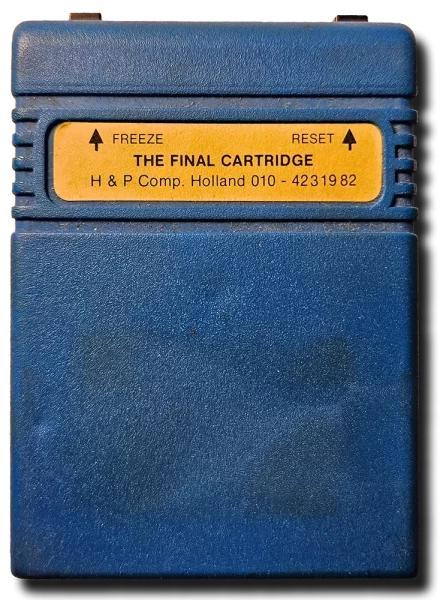 FREEZE RESET
THE FINAL CARTRIDGE
H & P Comp. Holland 010 - 4231982